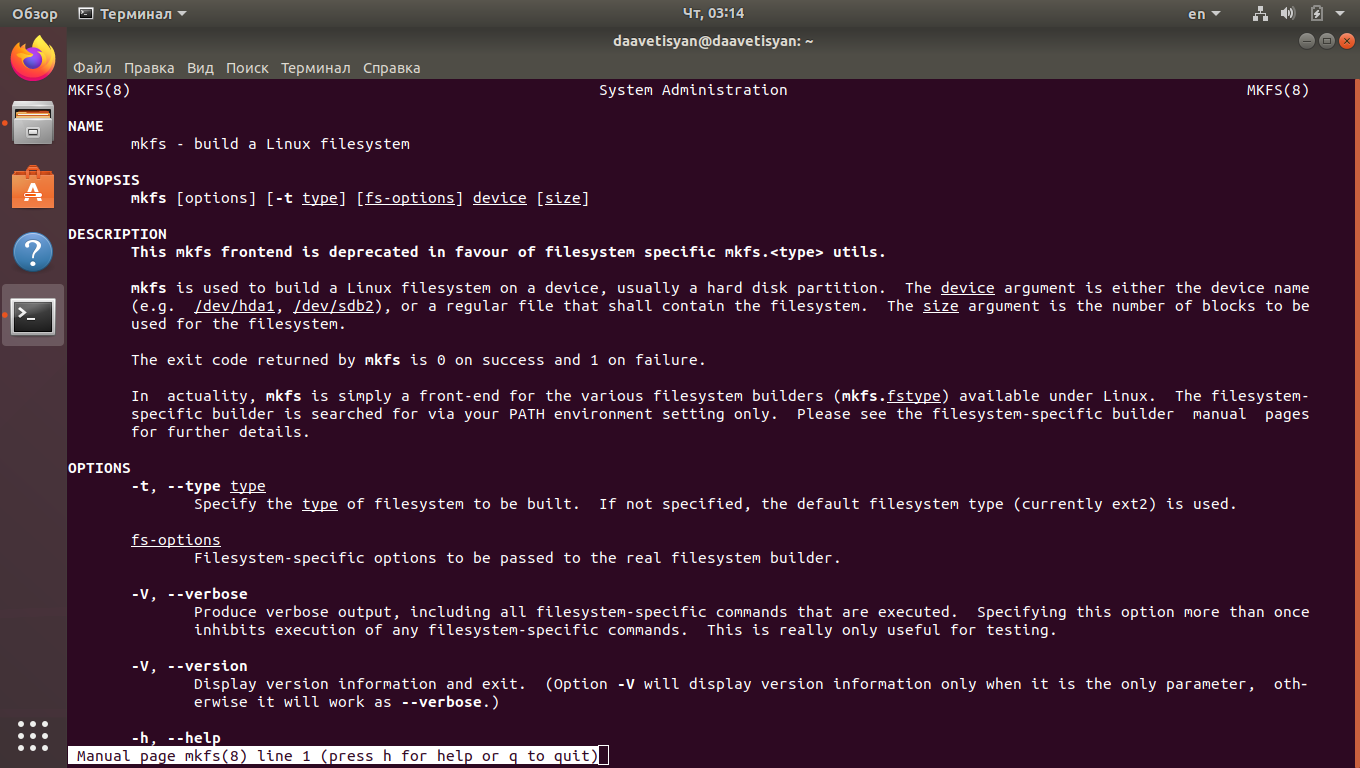 Обзор Терминал Чт, 03:14 en
daavetisyan@daavetisyan: ~
Файл Правка Вид Поиск Терминал Справка
MKFS(8) System Administration MKFS(8)
NAME
mkfs - build a Linux filesystem
SYNOPSIS
mkfs [options] [-t type] [fs-options] device [size]
DESCRIPTION
This mkfs frontend is deprecated in favour of filesystem specific mkfs.<type> utils.
mkfs is used to build a Linux filesystem on a device, usually a hard disk partition. The device argument is either the device name
(e.g. /dev/hda1, /dev/sdb2), or a regular file that shall contain the filesystem. The size argument is the number of blocks to be
used for the filesystem.
The exit code returned by mkfs is 0 on success and 1 on failure.
In actuality, mkfs is simply a front-end for the various filesystem builders (mkfs.fstype) available under Linux. The filesystem-
specific builder is searched for via your PATH environment setting only. Please see the filesystem-specific builder manual pages
for further details.
OPTIONS
-t, --type type
Specify the type of filesystem to be built. If not specified, the default filesystem type (currently ext2) is used.
fs-options
Filesystem-specific options to be passed to the real filesystem builder.
-V, --verbose
Produce verbose output, including all filesystem-specific commands that are executed. Specifying this option more than once
inhibits execution of any filesystem-specific commands. This is really only useful for testing.
-V, --version
Display version information and exit. (Option -V will display version information only when it is the only parameter, oth-
erwise it will work as --verbose.)
-h, --help
Manual page mkfs(8) line 1 (press h for help or q to quit)